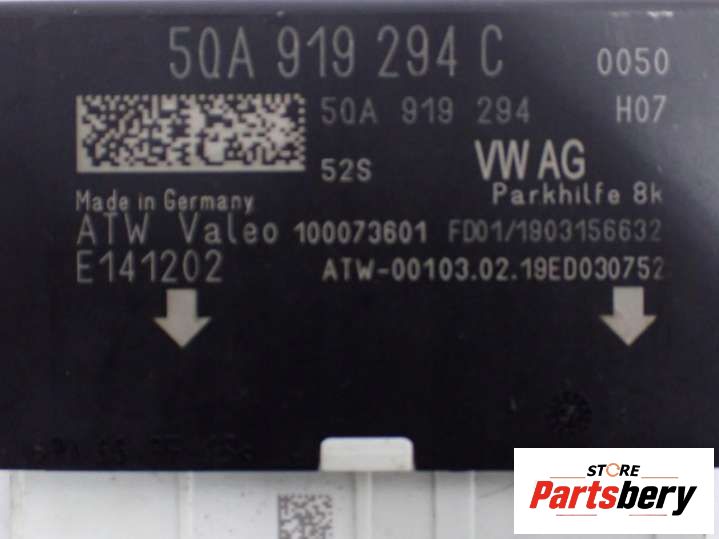 5QA 919 294 C 0050
5QA 919 294 H07
52S VW AG
Parkhilfe 8k
Made in Germany
ATW Valeo 100073601 FD01/1903156632
E141202 ATW-00103.02.19ED030752
STORE
Partsbery